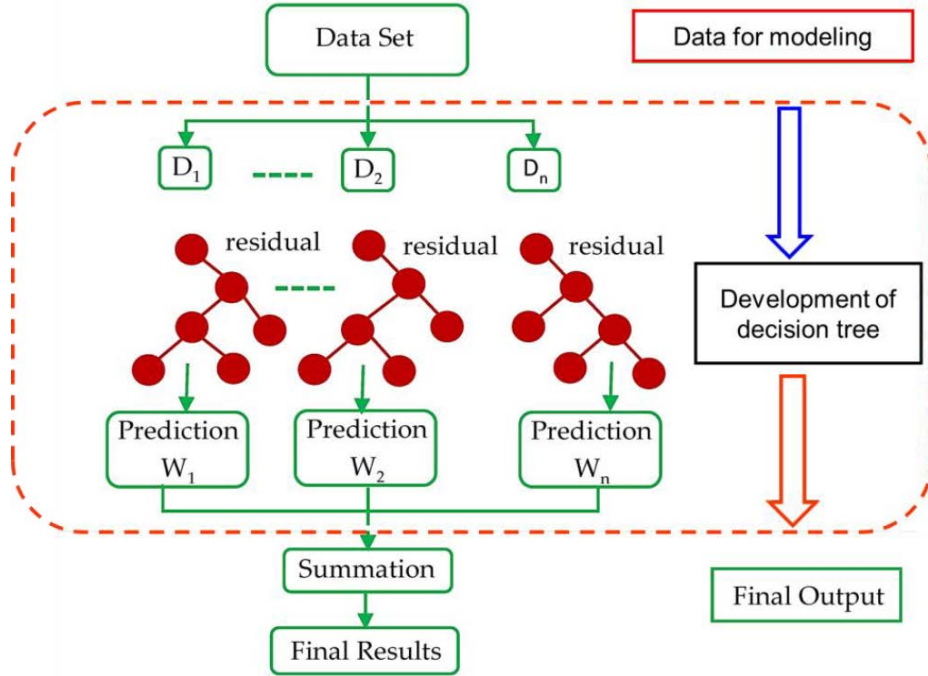 Data Set
Data for modeling
D₁
D₂
Dₙ
residual
residual
residual
Development of
decision tree
Prediction
W₁
Prediction
W₂
Prediction
Wₙ
Summation
Final Output
Final Results